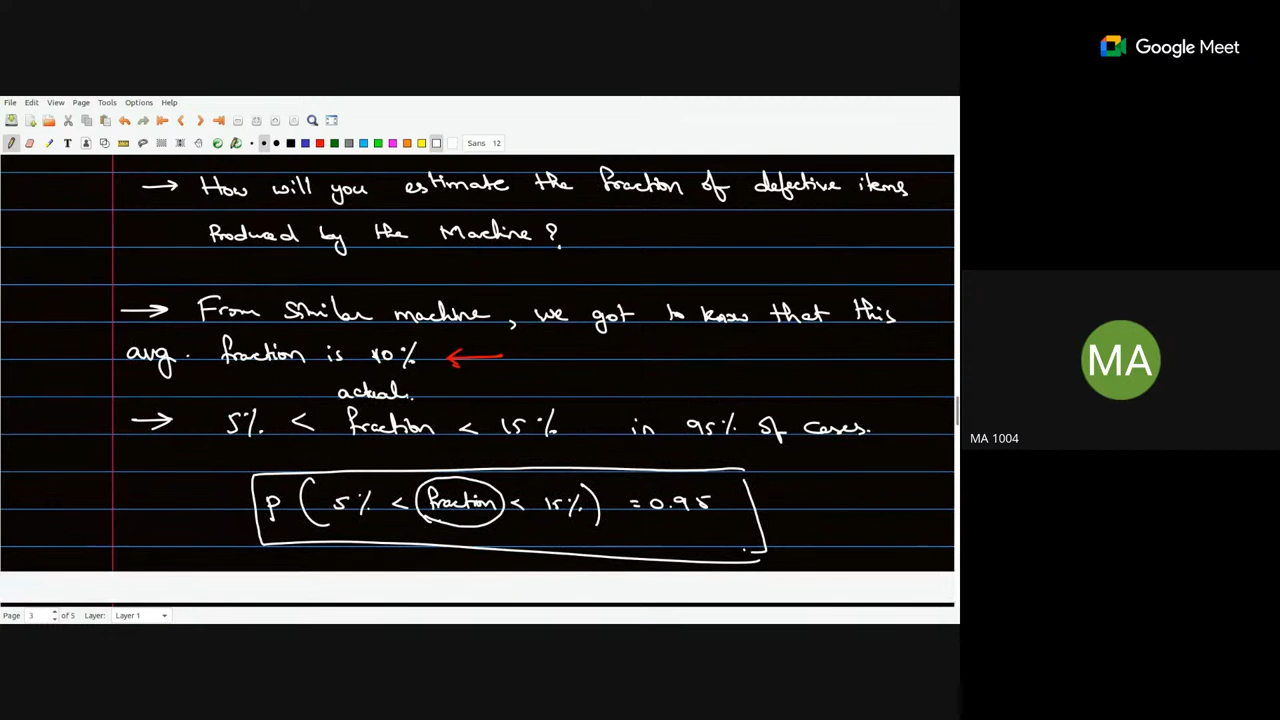 Google Meet
File Edit View Page Tools Options Help
Sans 12
→ How will you estimate the fraction of defective items
Produced by the Machine?
→ From similar machine, we got to know that this
avg. fraction is 10% ←
actual.
→ 5% < fraction < 15% in 95% of cases.
P (5% < fraction < 15%) = 0.95
MA
MA 1004
Page 3 of 5 Layer: Layer 1